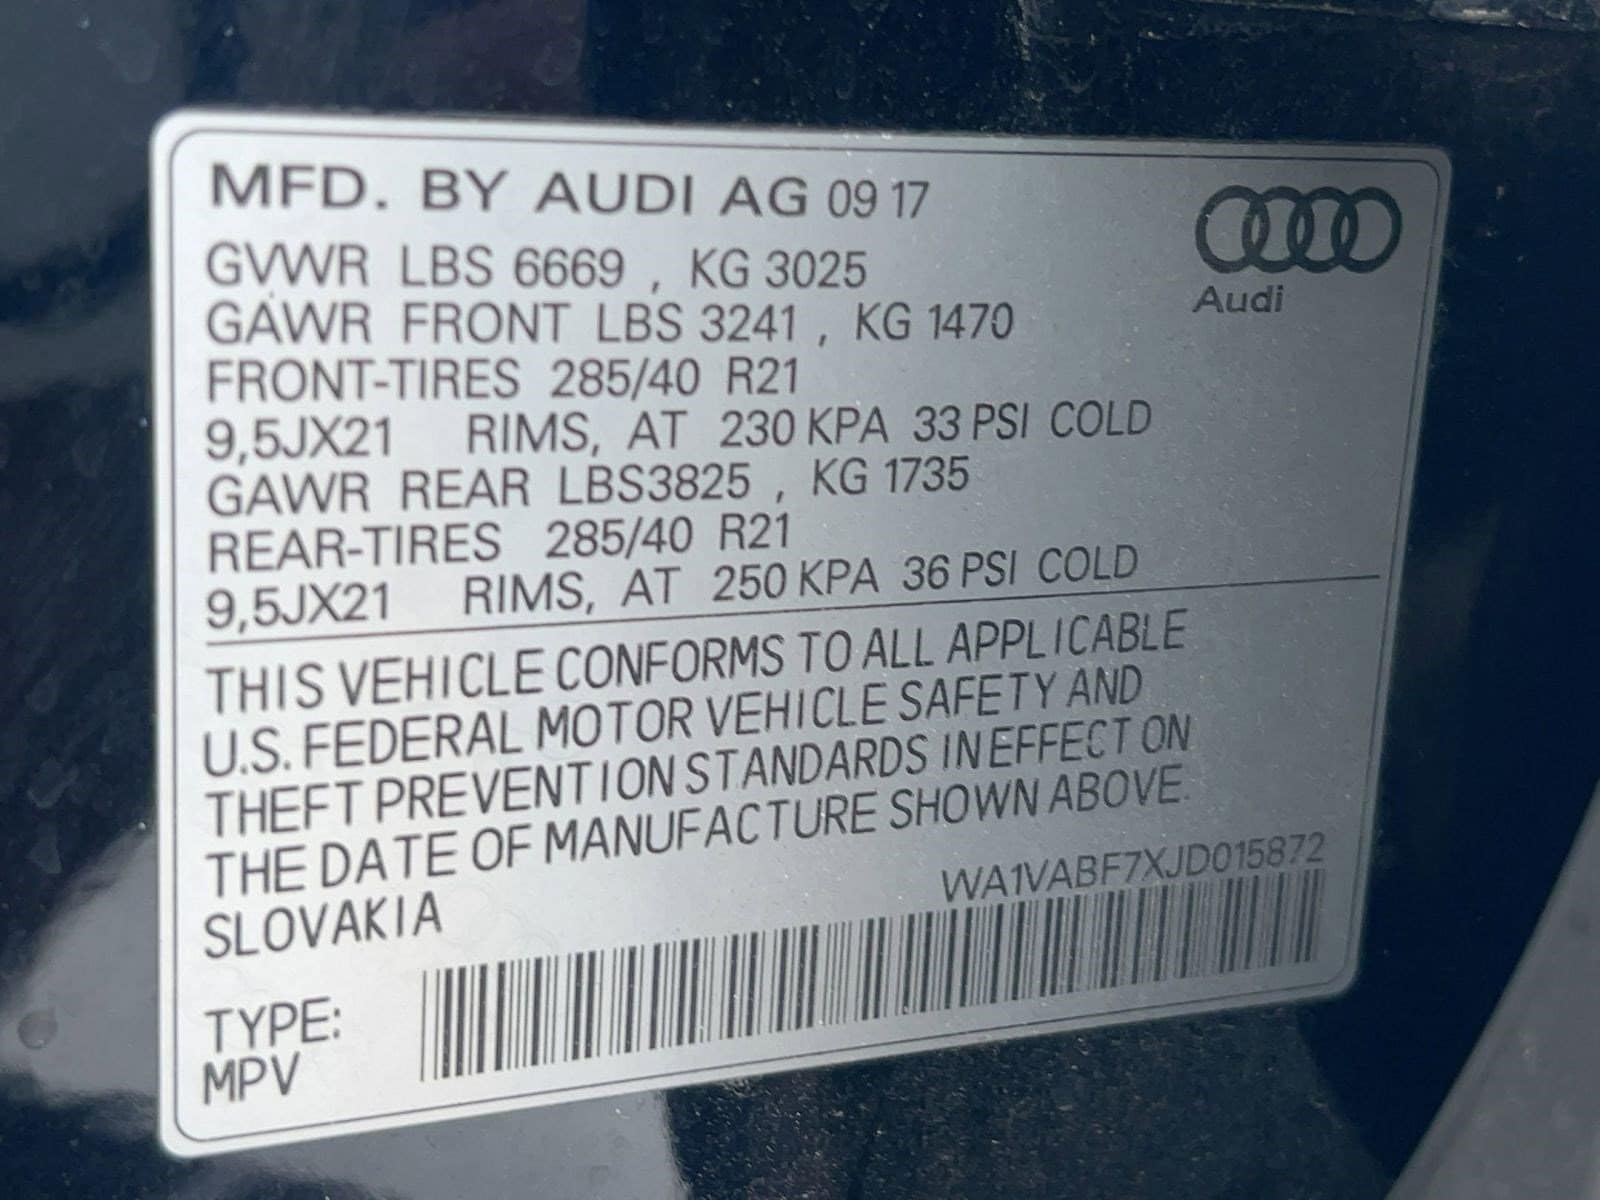 MFD. BY AUDI AG 09 17
Audi
GVWR LBS 6669 , KG 3025
GAWR FRONT LBS 3241 , KG 1470
FRONT-TIRES 285/40 R21
9,5JX21 RIMS, AT 230 KPA 33 PSI COLD
GAWR REAR LBS3825 , KG 1735
REAR-TIRES 285/40 R21
9,5JX21 RIMS, AT 250 KPA 36 PSI COLD
THIS VEHICLE CONFORMS TO ALL APPLICABLE
U.S. FEDERAL MOTOR VEHICLE SAFETY AND
THEFT PREVENTION STANDARDS IN EFFECT ON
THE DATE OF MANUFACTURE SHOWN ABOVE.
SLOVAKIA
WA1VABF7XJD015872
TYPE:
MPV